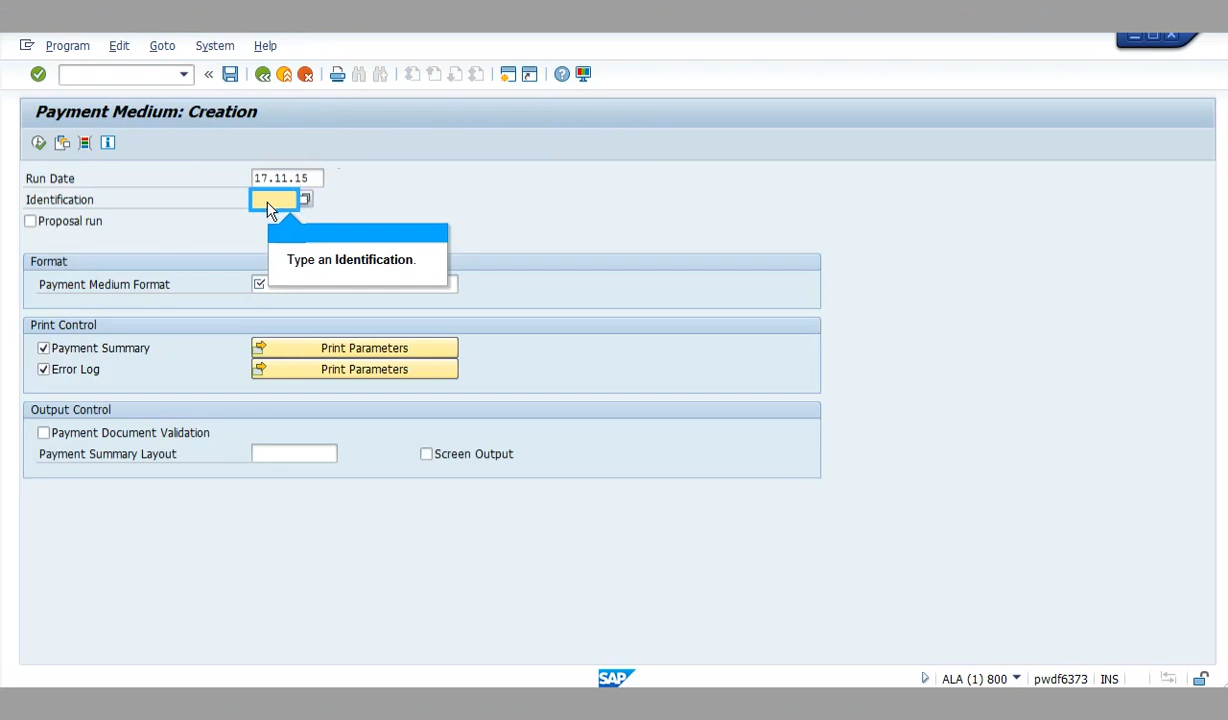 Program Edit Goto System Help
Payment Medium: Creation
Run Date 17.11.15
Identification
Proposal run
Type an Identification.
Format
Payment Medium Format
Print Control
Payment Summary Print Parameters
Error Log Print Parameters
Output Control
Payment Document Validation
Payment Summary Layout Screen Output
SAP ALA (1) 800 pwdf6373 INS